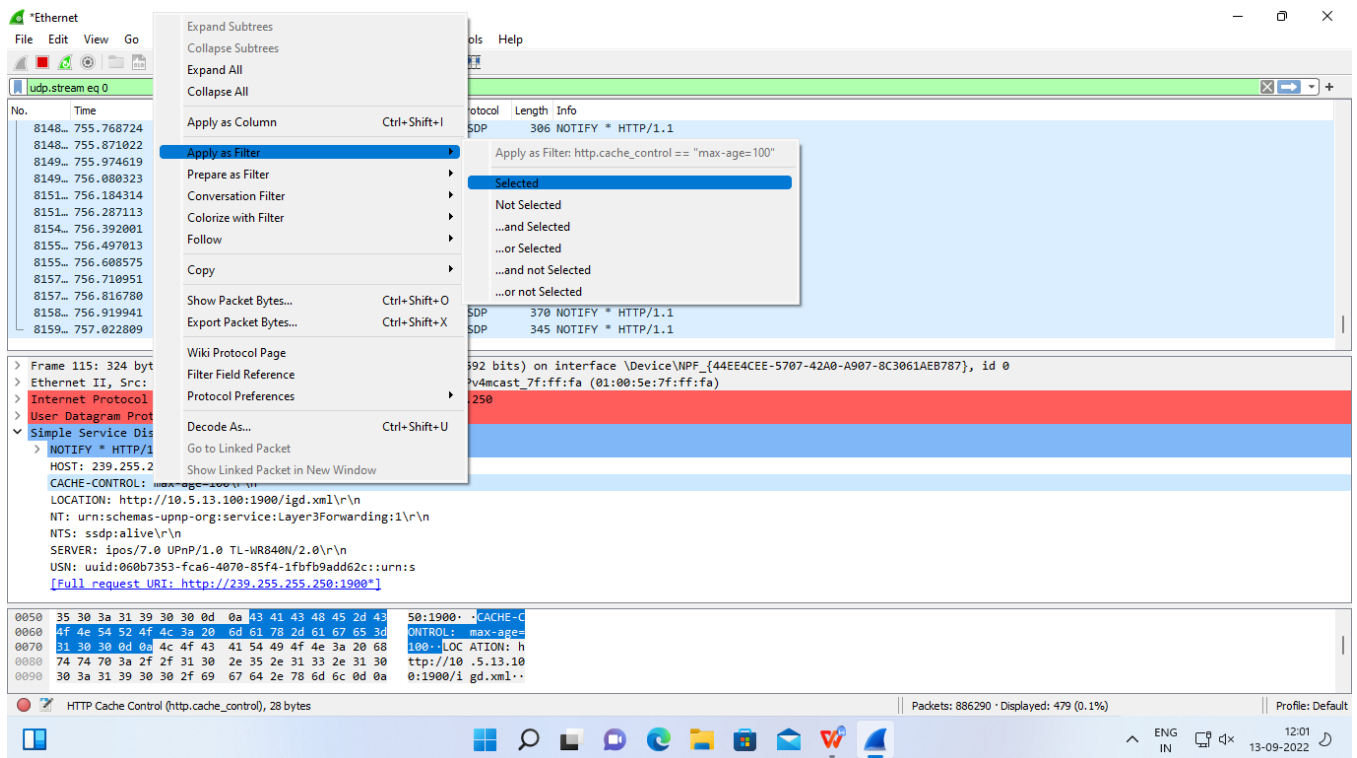 *Ethernet
File Edit View Go ols Help
udp.stream eq 0
No. Time otocol Length Info
8148… 755.768724 SDP 306 NOTIFY * HTTP/1.1
8148… 755.871022
8149… 755.974619
8149… 756.080323
8151… 756.184314
8151… 756.287113
8154… 756.392001
8155… 756.497013
8155… 756.608575
8157… 756.710951
8157… 756.816780
8158… 756.919941 SDP 370 NOTIFY * HTTP/1.1
8159… 757.022809 SDP 345 NOTIFY * HTTP/1.1
Expand Subtrees
Collapse Subtrees
Expand All
Collapse All
Apply as Column Ctrl+Shift+I
Apply as Filter
Prepare as Filter
Conversation Filter
Colorize with Filter
Follow
Copy
Show Packet Bytes... Ctrl+Shift+O
Export Packet Bytes... Ctrl+Shift+X
Wiki Protocol Page
Filter Field Reference
Protocol Preferences
Decode As... Ctrl+Shift+U
Go to Linked Packet
Show Linked Packet in New Window
Apply as Filter: http.cache_control == "max-age=100"
Selected
Not Selected
...and Selected
...or Selected
...and not Selected
...or not Selected
Frame 115: 324 byt 592 bits) on interface \Device\NPF_{44EE4CEE-5707-42A0-A907-8C3061AEB787}, id 0
Ethernet II, Src: Pv4mcast_7f:ff:fa (01:00:5e:7f:ff:fa)
Internet Protocol .250
User Datagram Prot
Simple Service Dis
NOTIFY * HTTP/1
HOST: 239.255.2
CACHE-CONTROL: max-age=100\r\n
LOCATION: http://10.5.13.100:1900/igd.xml\r\n
NT: urn:schemas-upnp-org:service:Layer3Forwarding:1\r\n
NTS: ssdp:alive\r\n
SERVER: ipos/7.0 UPnP/1.0 TL-WR840N/2.0\r\n
USN: uuid:060b7353-fca6-4070-85f4-1fbfb9add62c::urn:s
[Full request URI: http://239.255.255.250:1900*]
0050 35 30 3a 31 39 30 30 0d 0a 43 41 43 48 45 2d 43 50:1900· ·CACHE-C
0060 4f 4e 54 52 4f 4c 3a 20 6d 61 78 2d 61 67 65 3d ONTROL: max-age=
0070 31 30 30 0d 0a 4c 4f 43 41 54 49 4f 4e 3a 20 68 100··LOC ATION: h
0080 74 74 70 3a 2f 2f 31 30 2e 35 2e 31 33 2e 31 30 ttp://10 .5.13.10
0090 30 3a 31 39 30 30 2f 69 67 64 2e 78 6d 6c 0d 0a 0:1900/i gd.xml··
HTTP Cache Control (http.cache_control), 28 bytes Packets: 886290 · Displayed: 479 (0.1%) Profile: Default
ENG
IN
12:01
13-09-2022